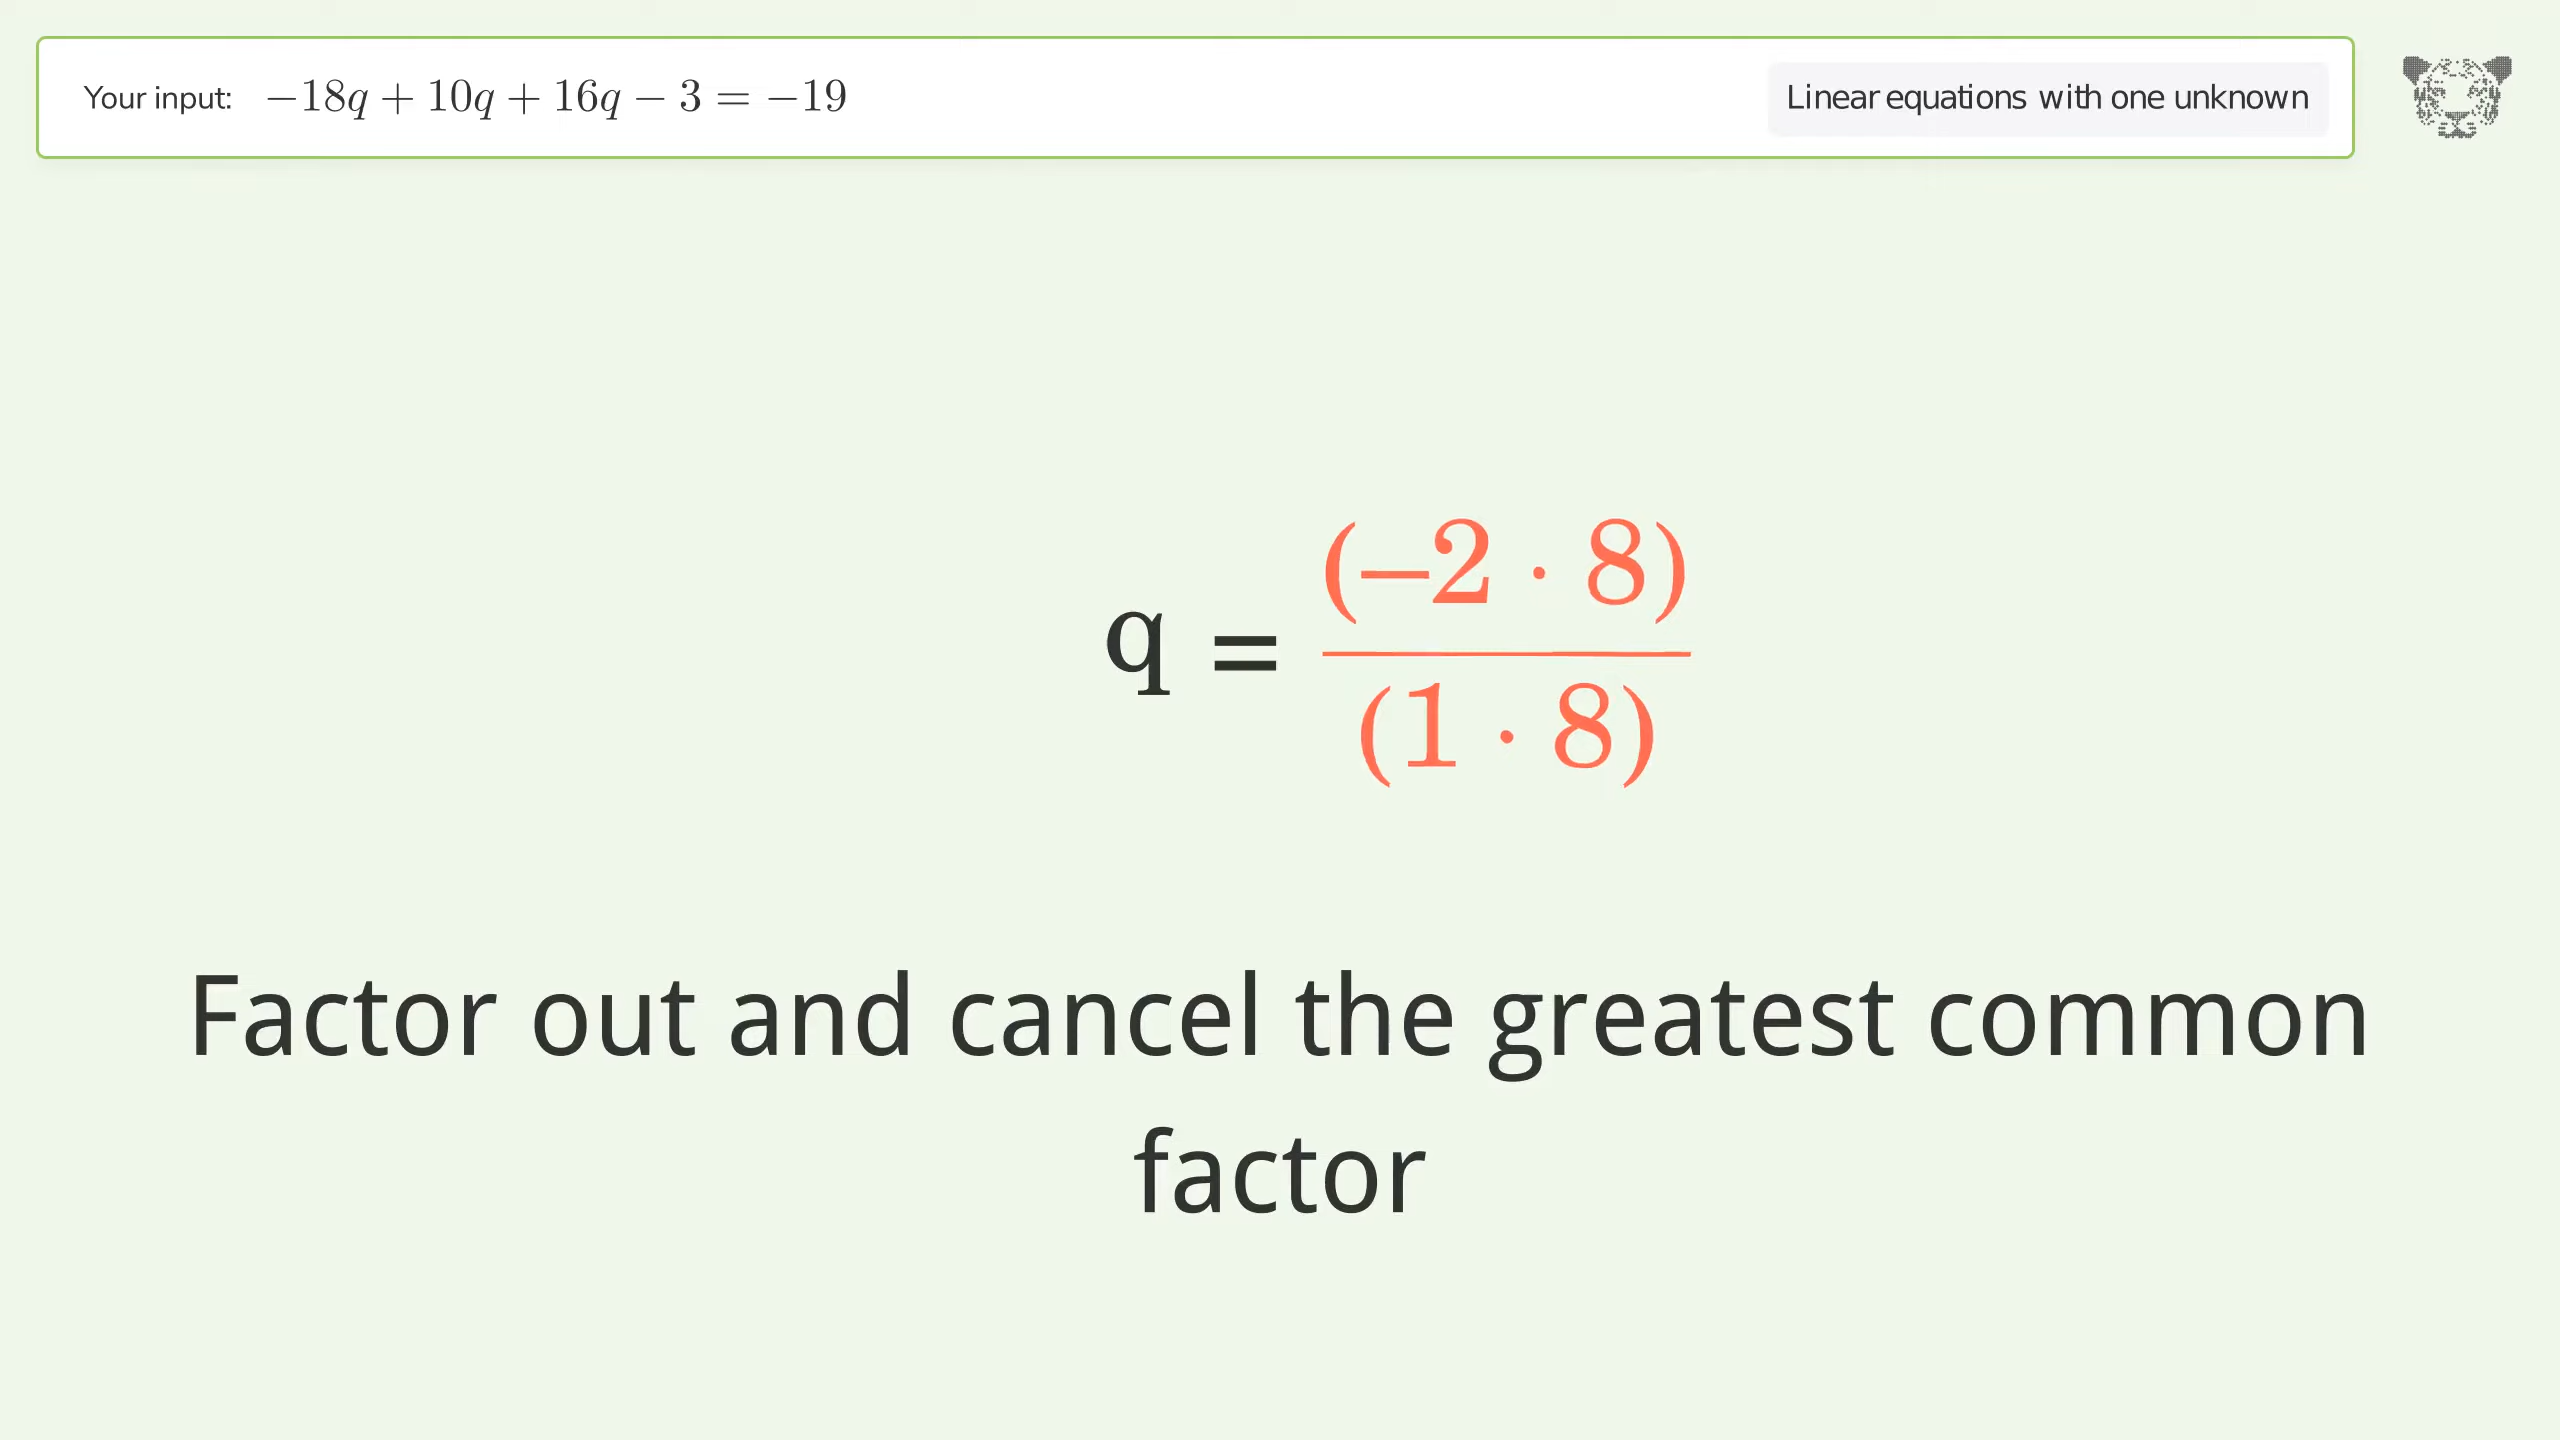 Your input: −18q + 10q + 16q − 3 = −19
Linear equations with one unknown
q = (−2 · 8) / (1 · 8)
Factor out and cancel the greatest common
factor